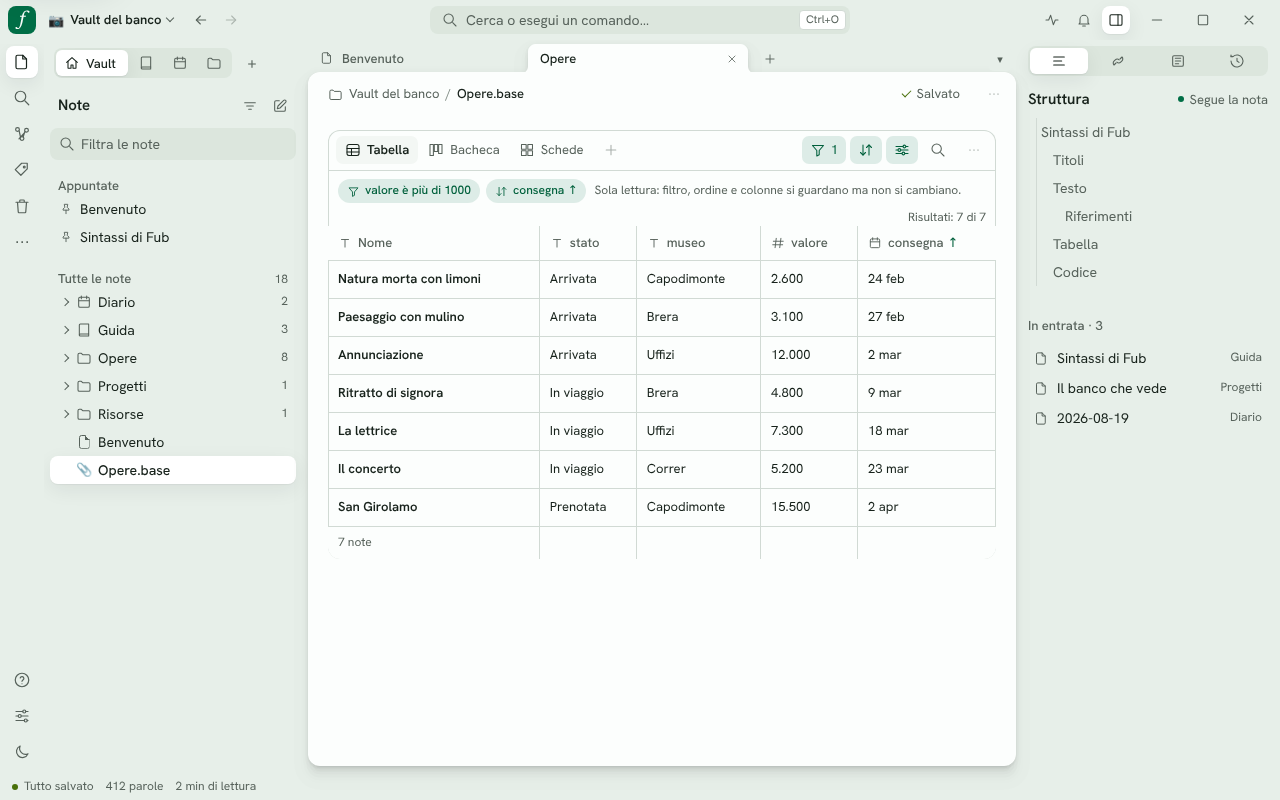 f Vault del banco
Cerca o esegui un comando…
Ctrl+O
Vault
Note
Filtra le note
Appuntate
Benvenuto
Sintassi di Fub
Tutte le note 18
Diario 2
Guida 3
Opere 8
Progetti 1
Risorse 1
Benvenuto
Opere.base
Benvenuto
Opere
Vault del banco / Opere.base
Salvato
Tabella
Bacheca
Schede
1
valore è più di 1000
consegna ↑
Sola lettura: filtro, ordine e colonne si guardano ma non si cambiano.
Risultati: 7 di 7
Nome stato museo valore consegna ↑
Natura morta con limoni Arrivata Capodimonte 2.600 24 feb
Paesaggio con mulino Arrivata Brera 3.100 27 feb
Annunciazione Arrivata Uffizi 12.000 2 mar
Ritratto di signora In viaggio Brera 4.800 9 mar
La lettrice In viaggio Uffizi 7.300 18 mar
Il concerto In viaggio Correr 5.200 23 mar
San Girolamo Prenotata Capodimonte 15.500 2 apr
7 note
Struttura
Segue la nota
Sintassi di Fub
Titoli
Testo
Riferimenti
Tabella
Codice
In entrata · 3
Sintassi di Fub Guida
Il banco che vede Progetti
2026-08-19 Diario
Tutto salvato 412 parole 2 min di lettura